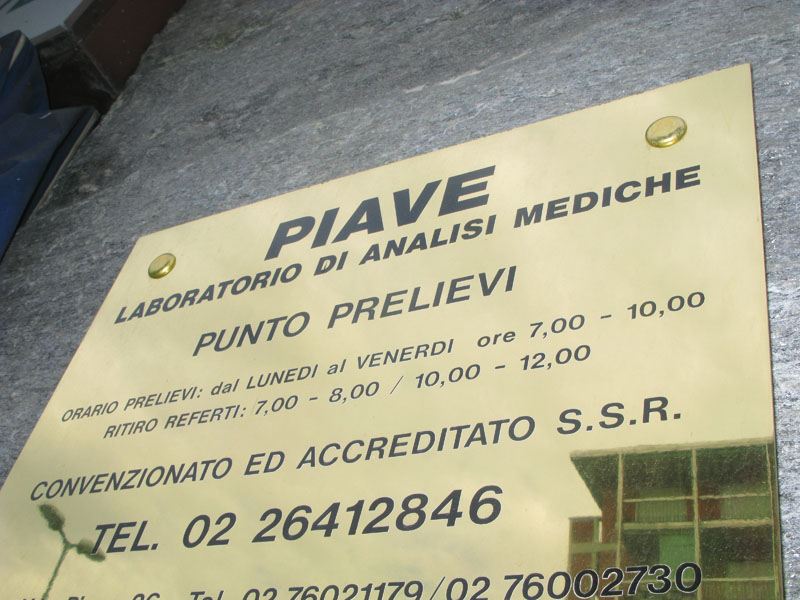 PIAVE
LABORATORIO DI ANALISI MEDICHE
PUNTO PRELIEVI
ORARIO PRELIEVI: dal LUNEDI al VENERDI ore 7,00 - 10,00
RITIRO REFERTI: 7,00 - 8,00 / 10,00 - 12,00
CONVENZIONATO ED ACCREDITATO S.S.R.
TEL. 02 26412846
Tel. 02 76021179/02 76002730